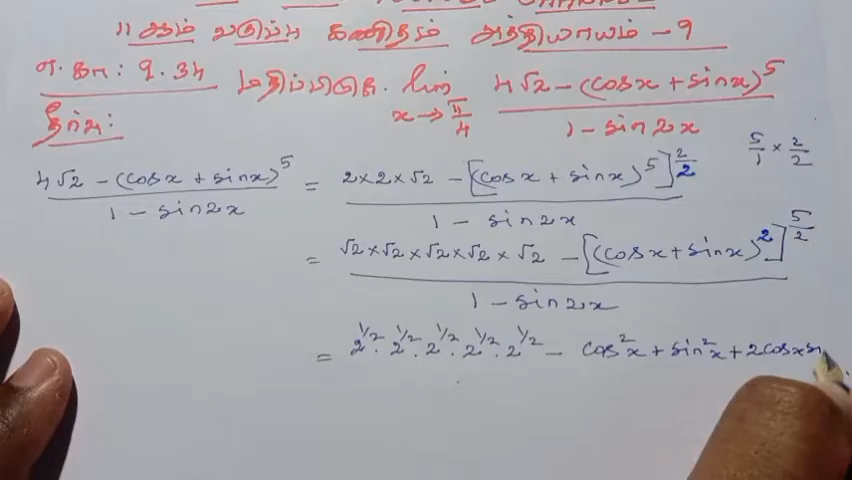 11 ஆம் வகுப்பு கணிதம் அத்தியாயம் - 9
எ.கா: 9.34 மதிப்பிடுக. lim x→π/4 (4√2 - (cosx + sinx)^5) / (1 - sin2x)
தீர்வு:
(4√2 - (cosx + sinx)^5) / (1 - sin2x) = (2×2×√2 - [(cosx + sinx)^5]^(2/2)) / (1 - sin2x) 5/1 × 2/2
= (√2×√2×√2×√2×√2 - [(cosx + sinx)^2]^(5/2)) / (1 - sin2x)
= 2^(1/2) . 2^(1/2) . 2^(1/2) . 2^(1/2) . 2^(1/2) - cos²x + sin²x + 2cosx